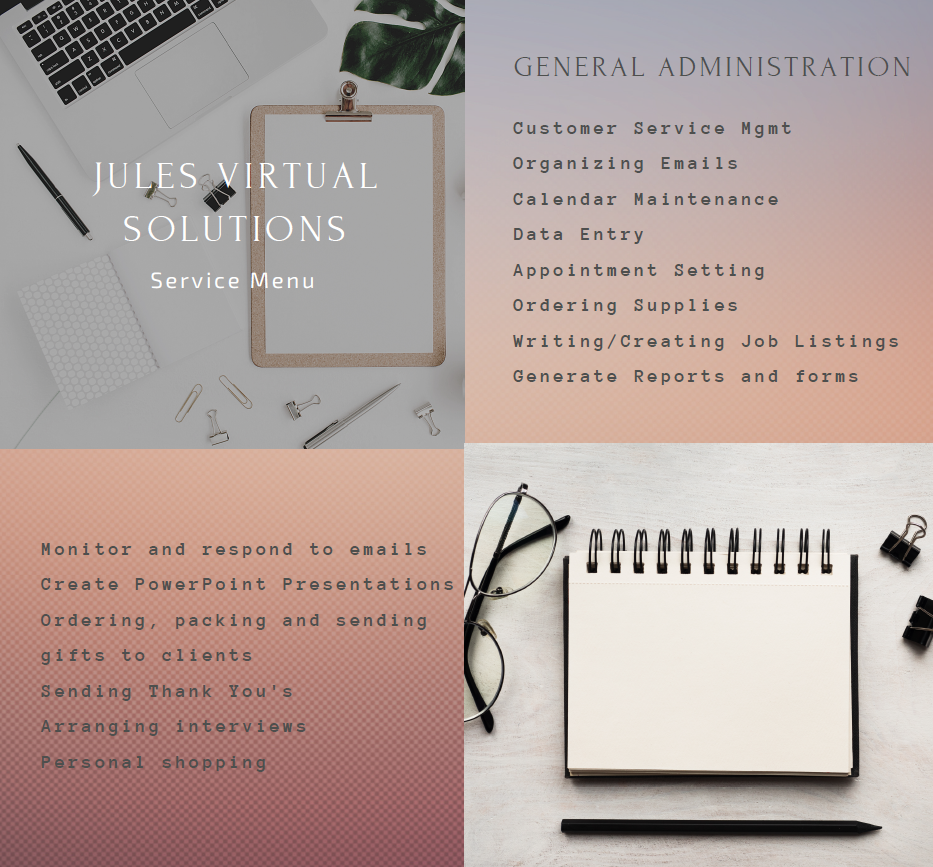 JULES VIRTUAL
SOLUTIONS
Service Menu
GENERAL ADMINISTRATION
Customer Service Mgmt
Organizing Emails
Calendar Maintenance
Data Entry
Appointment Setting
Ordering Supplies
Writing/Creating Job Listings
Generate Reports and forms
Monitor and respond to emails
Create PowerPoint Presentations
Ordering, packing and sending
gifts to clients
Sending Thank You's
Arranging interviews
Personal shopping